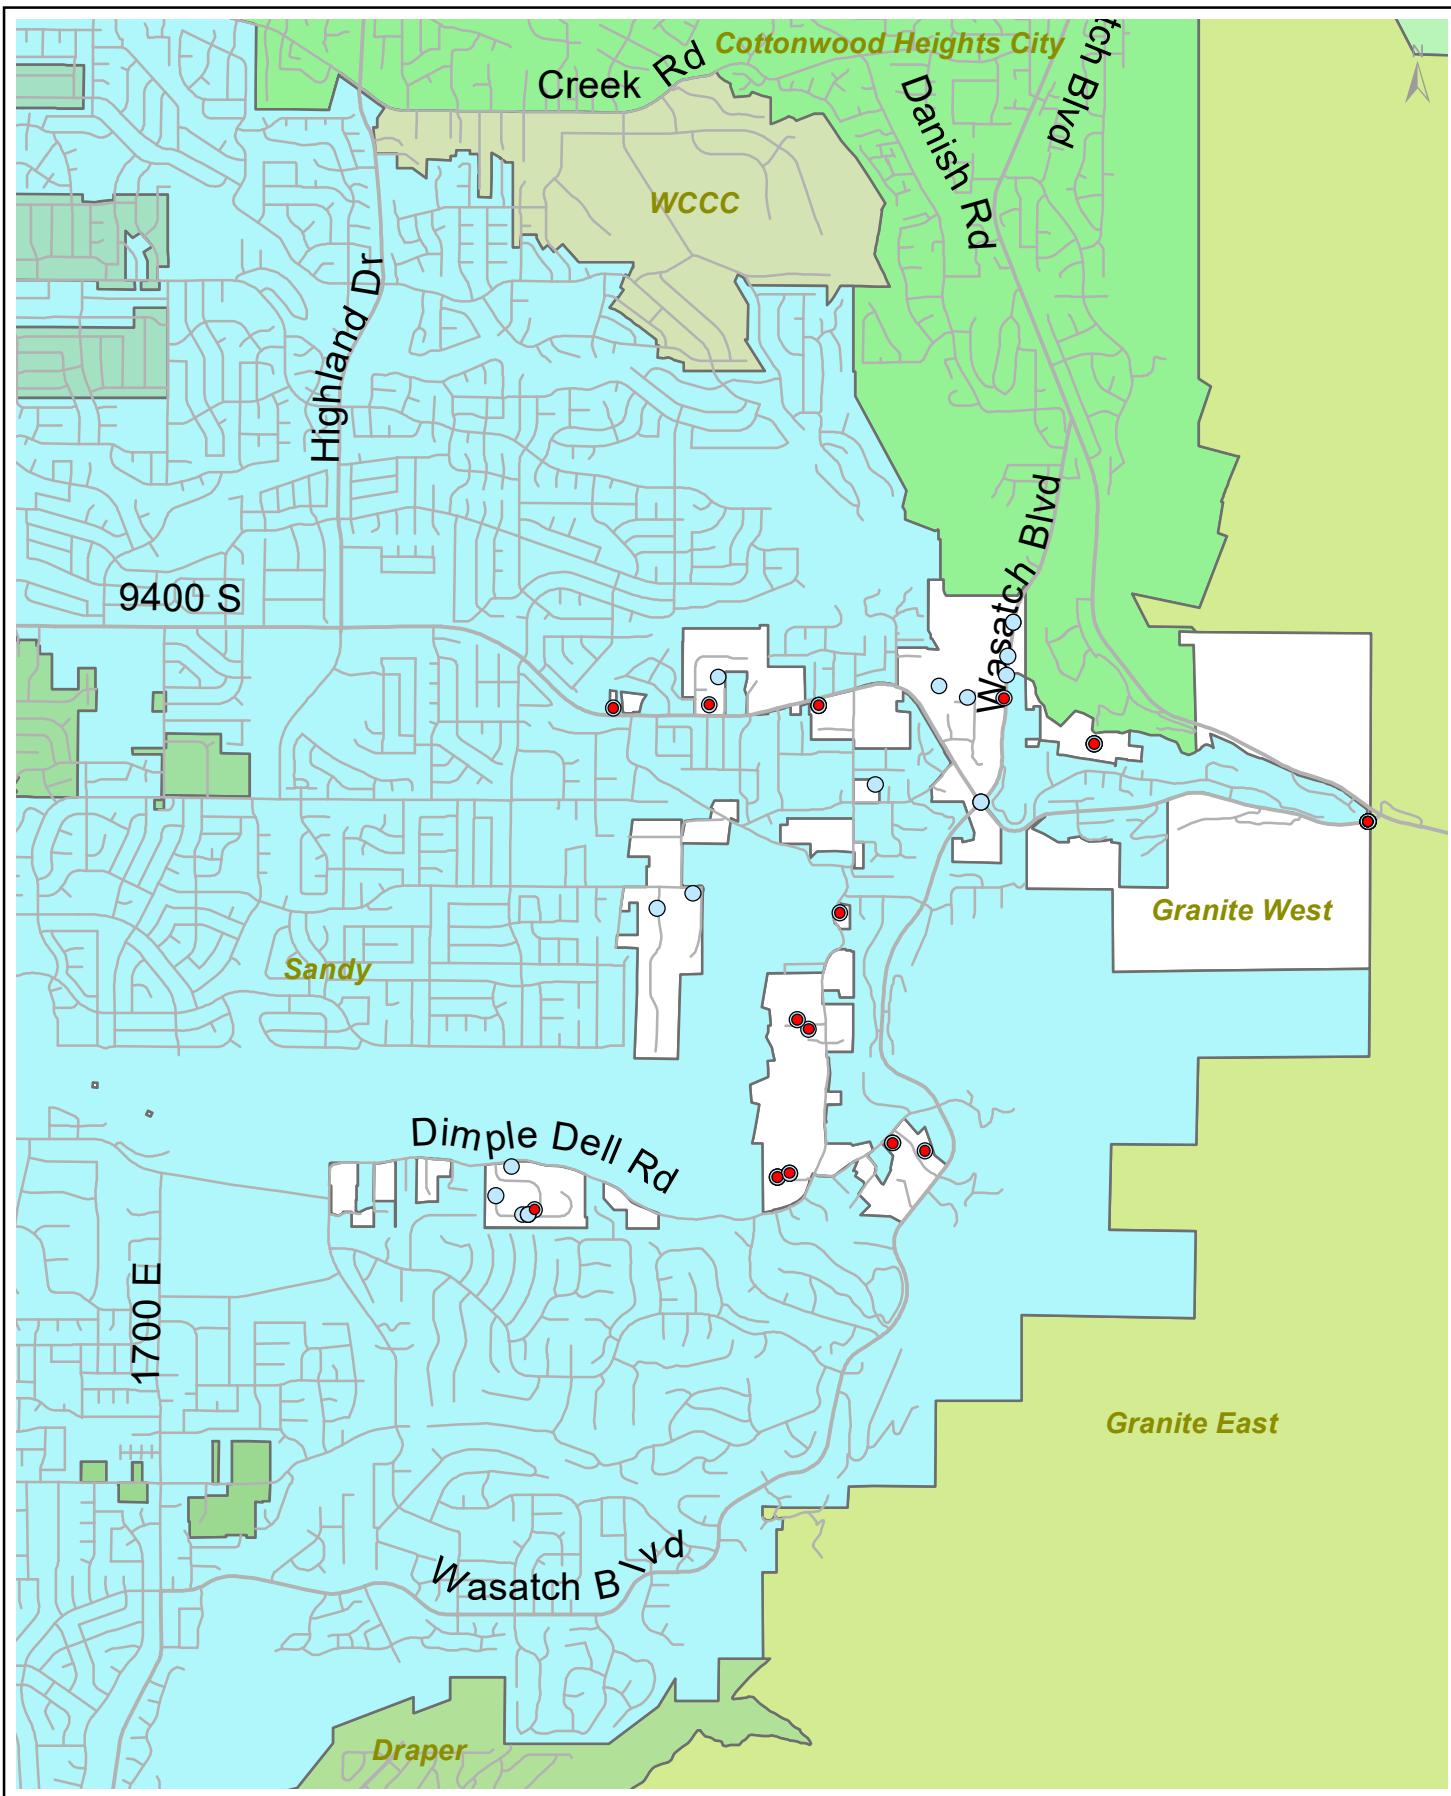 Cottonwood Heights City
Creek Rd
tch Blvd
N
Danish Rd
WCCC
Highland Dr
Wasatch Blvd
9400 S
Granite West
Sandy
Dimple Dell Rd
1700 E
Granite East
Wasatch Blvd
Draper